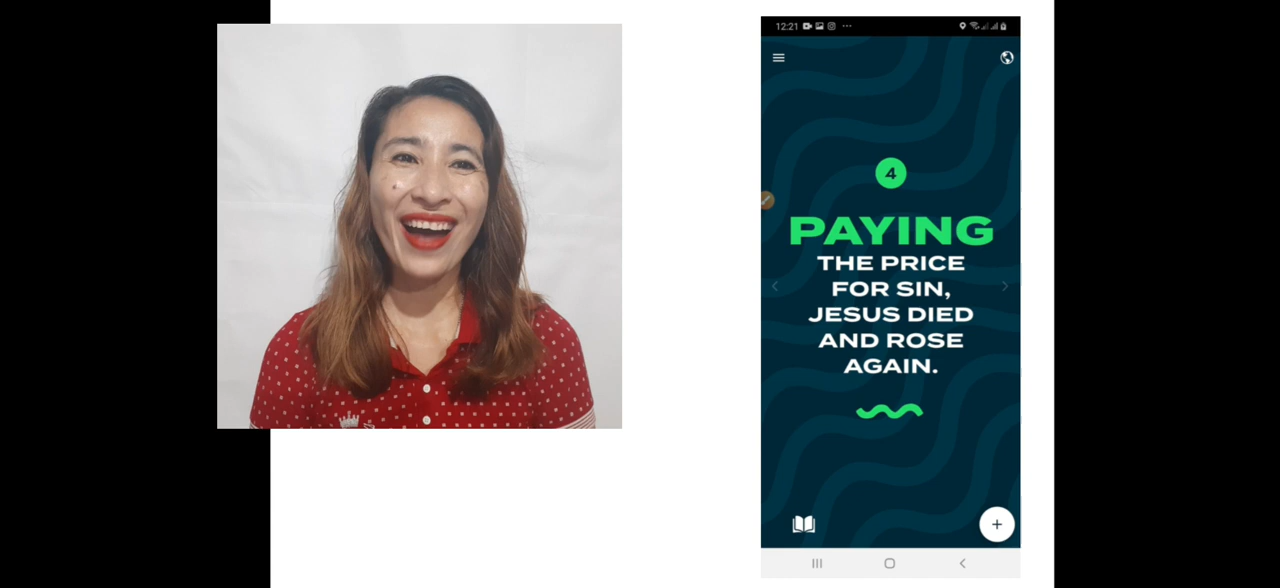 12:21
4
PAYING
THE PRICE
FOR SIN,
JESUS DIED
AND ROSE
AGAIN.